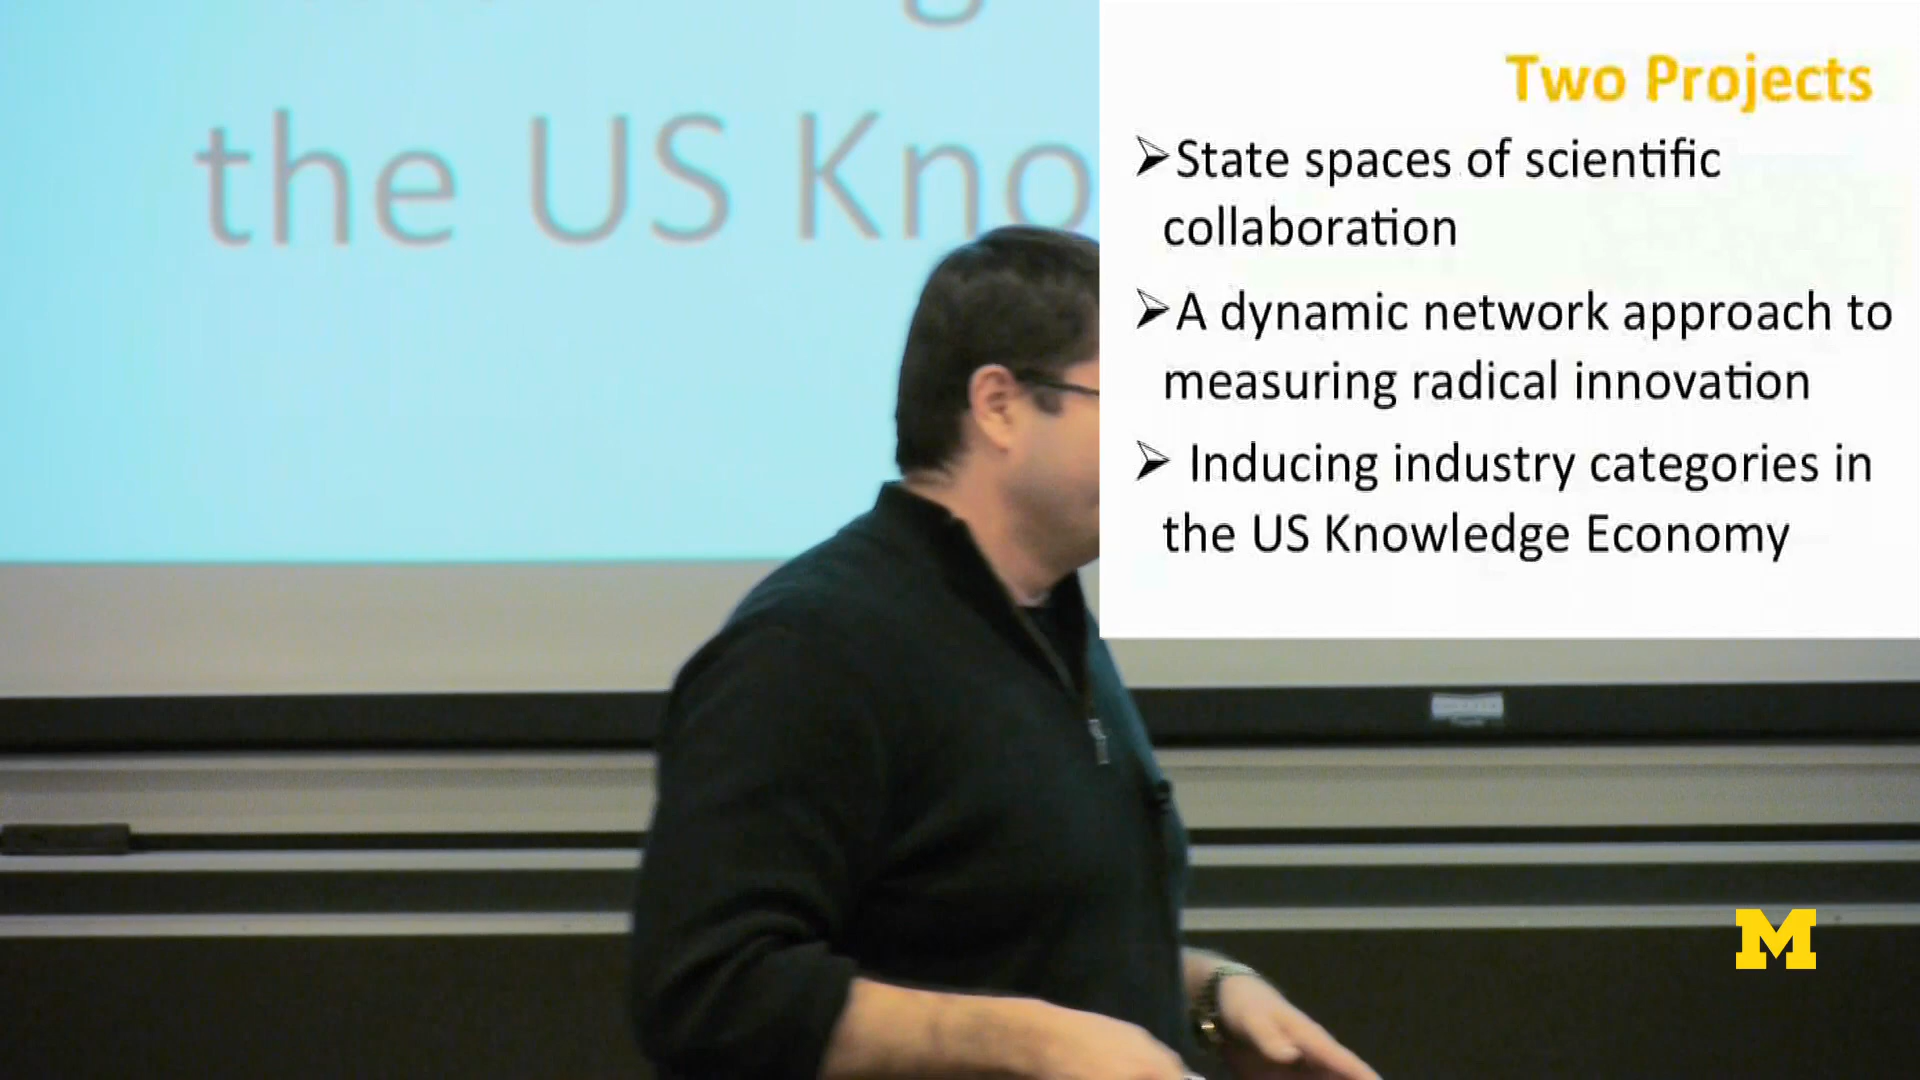 the US Kno
Two Projects
➢State spaces of scientific
collaboration
➢A dynamic network approach to
measuring radical innovation
➢ Inducing industry categories in
the US Knowledge Economy
M